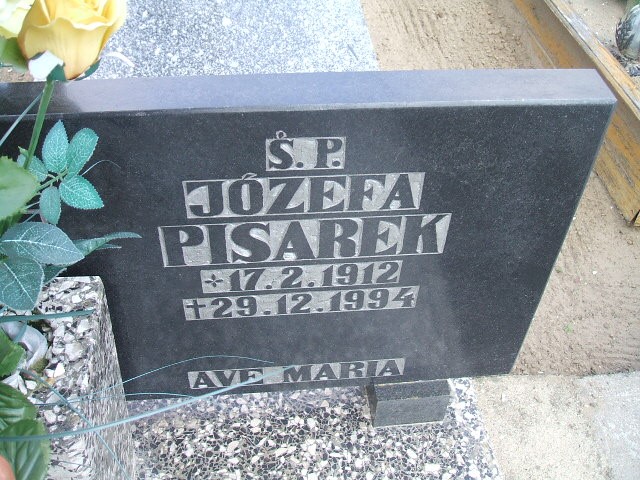 Ś. P.
JÓZEFA
PISAREK
* 17. 2. 1912
† 29. 12. 1994
AVE MARIA